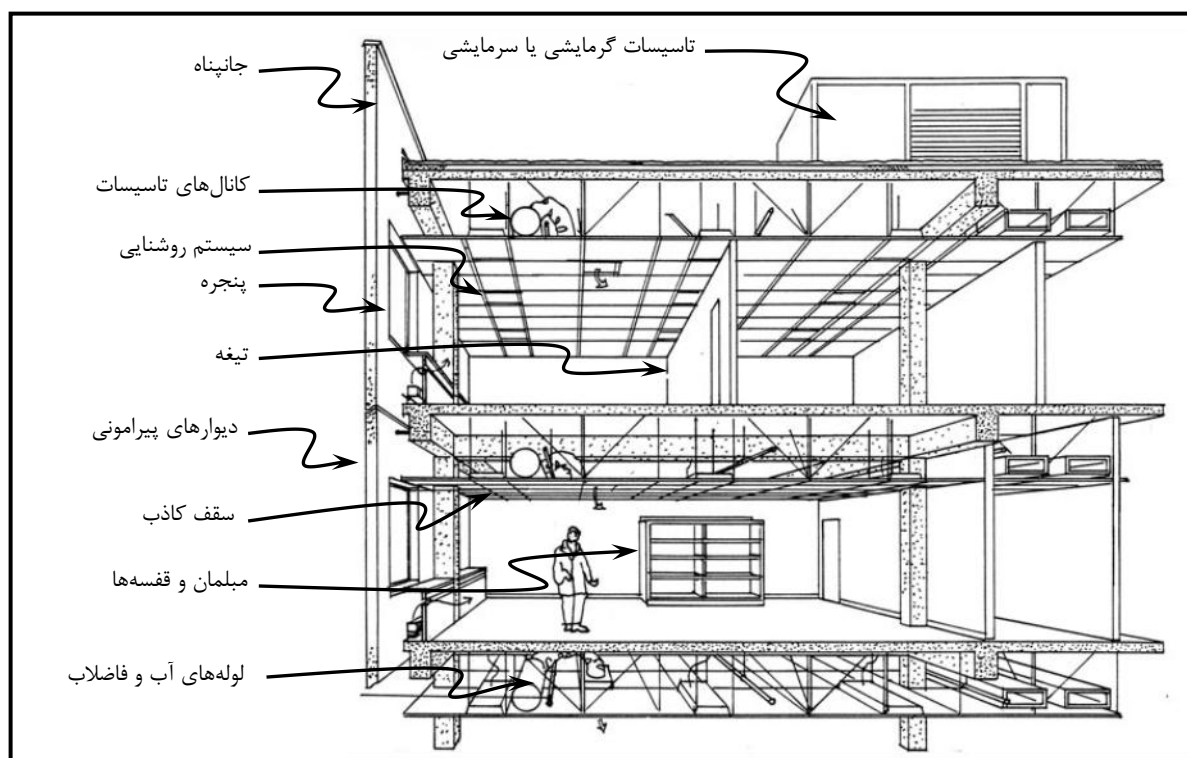 تاسیسات گرمایشی یا سرمایشی
جانپناه
کانال‌های تاسیسات
سیستم روشنایی
پنجره
تیغه
دیوارهای پیرامونی
سقف کاذب
مبلمان و قفسه‌ها
لوله‌های آب و فاضلاب